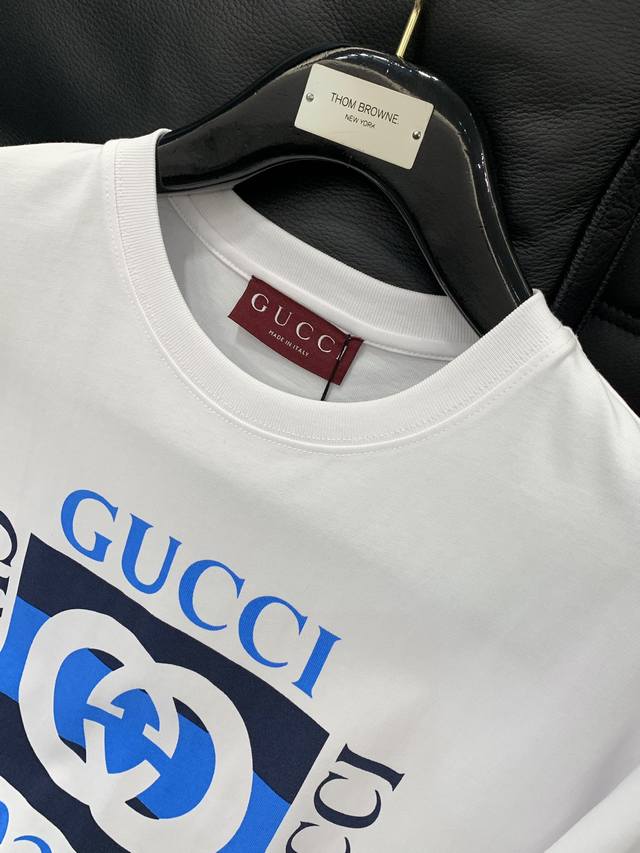 THOM BROWNE.
NEW YORK
GUCCI
MADE IN ITALY
GUCCI